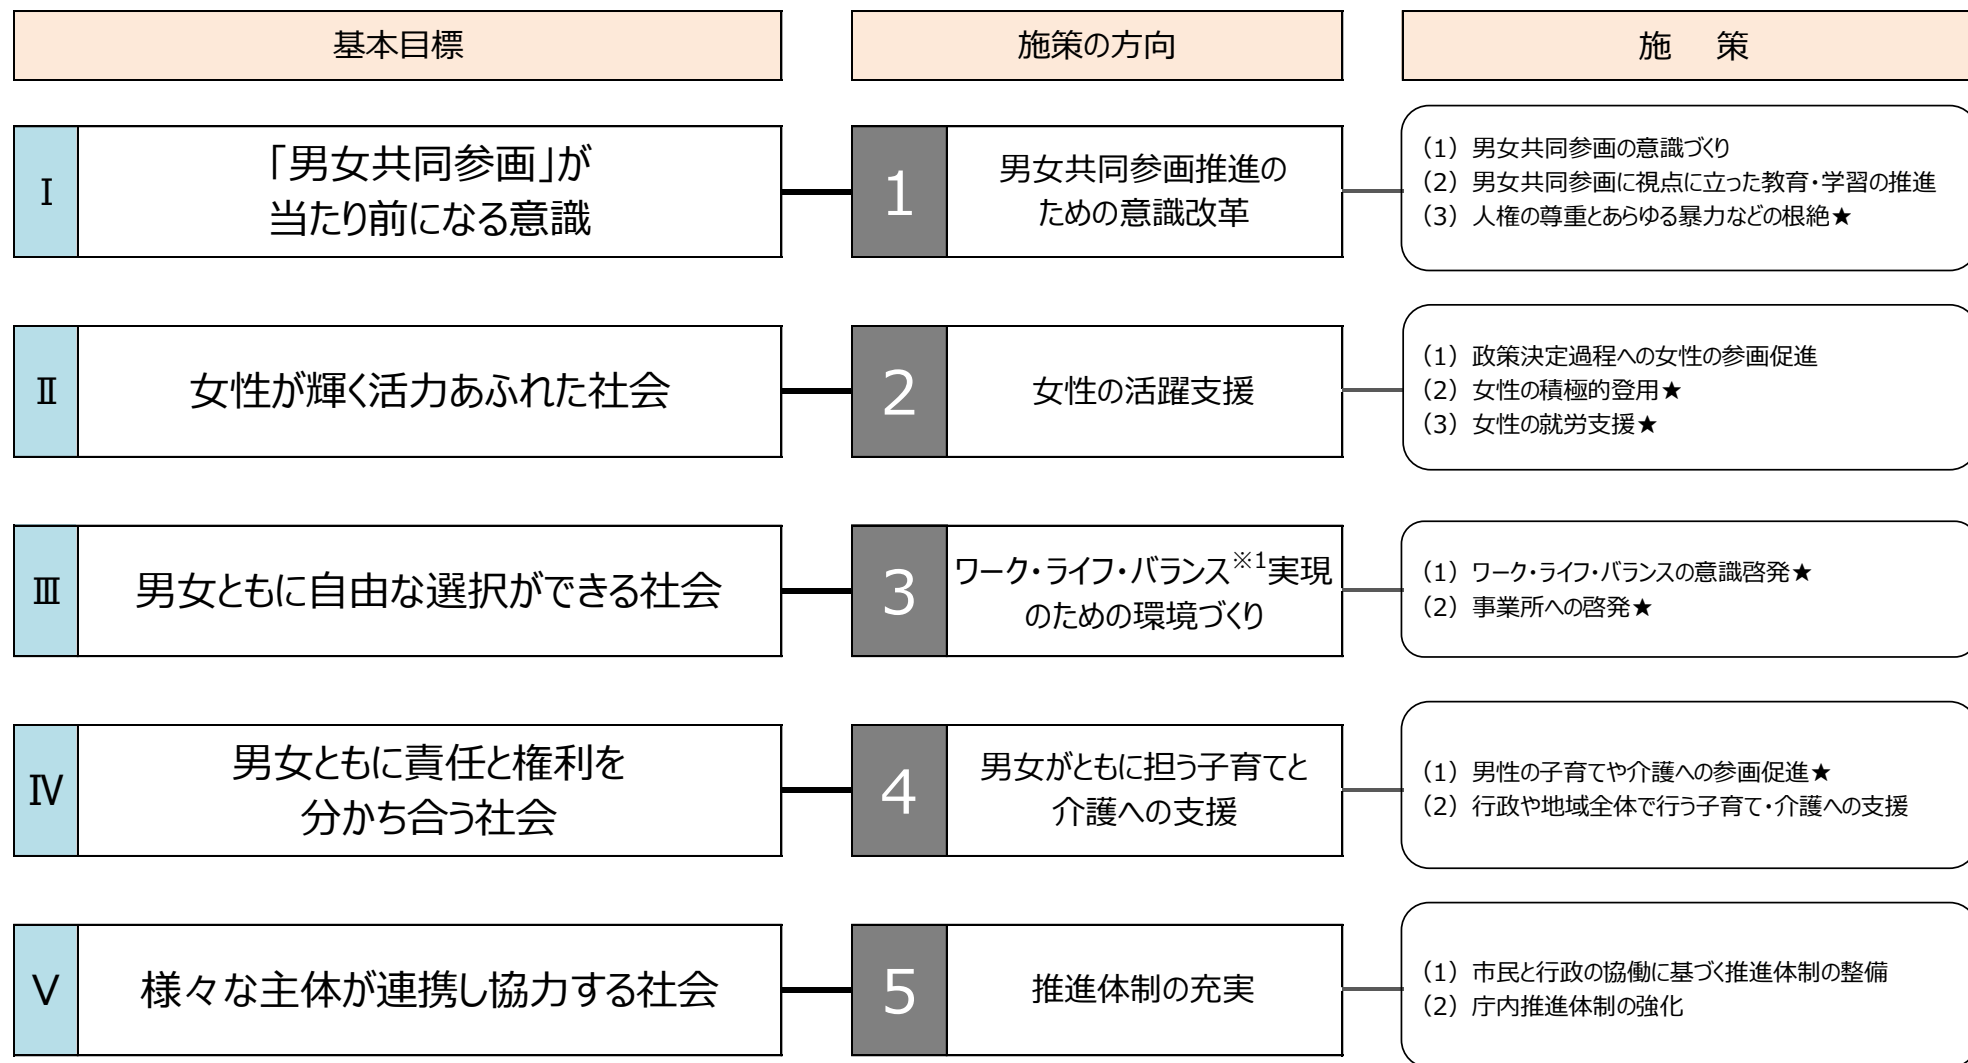 基本目標
施策の方向
施 策
Ⅰ
「男女共同参画」が
当たり前になる意識
1
男女共同参画推進の
ための意識改革
（1）男女共同参画の意識づくり
（2）男女共同参画に視点に立った教育・学習の推進
（3）人権の尊重とあらゆる暴力などの根絶★
Ⅱ
女性が輝く活力あふれた社会
2
女性の活躍支援
（1）政策決定過程への女性の参画促進
（2）女性の積極的登用★
（3）女性の就労支援★
Ⅲ
男女ともに自由な選択ができる社会
3
ワーク・ライフ・バランス※1実現
のための環境づくり
（1）ワーク・ライフ・バランスの意識啓発★
（2）事業所への啓発★
Ⅳ
男女ともに責任と権利を
分かち合う社会
4
男女がともに担う子育てと
介護への支援
（1）男性の子育てや介護への参画促進★
（2）行政や地域全体で行う子育て・介護への支援
Ⅴ
様々な主体が連携し協力する社会
5
推進体制の充実
（1）市民と行政の協働に基づく推進体制の整備
（2）庁内推進体制の強化